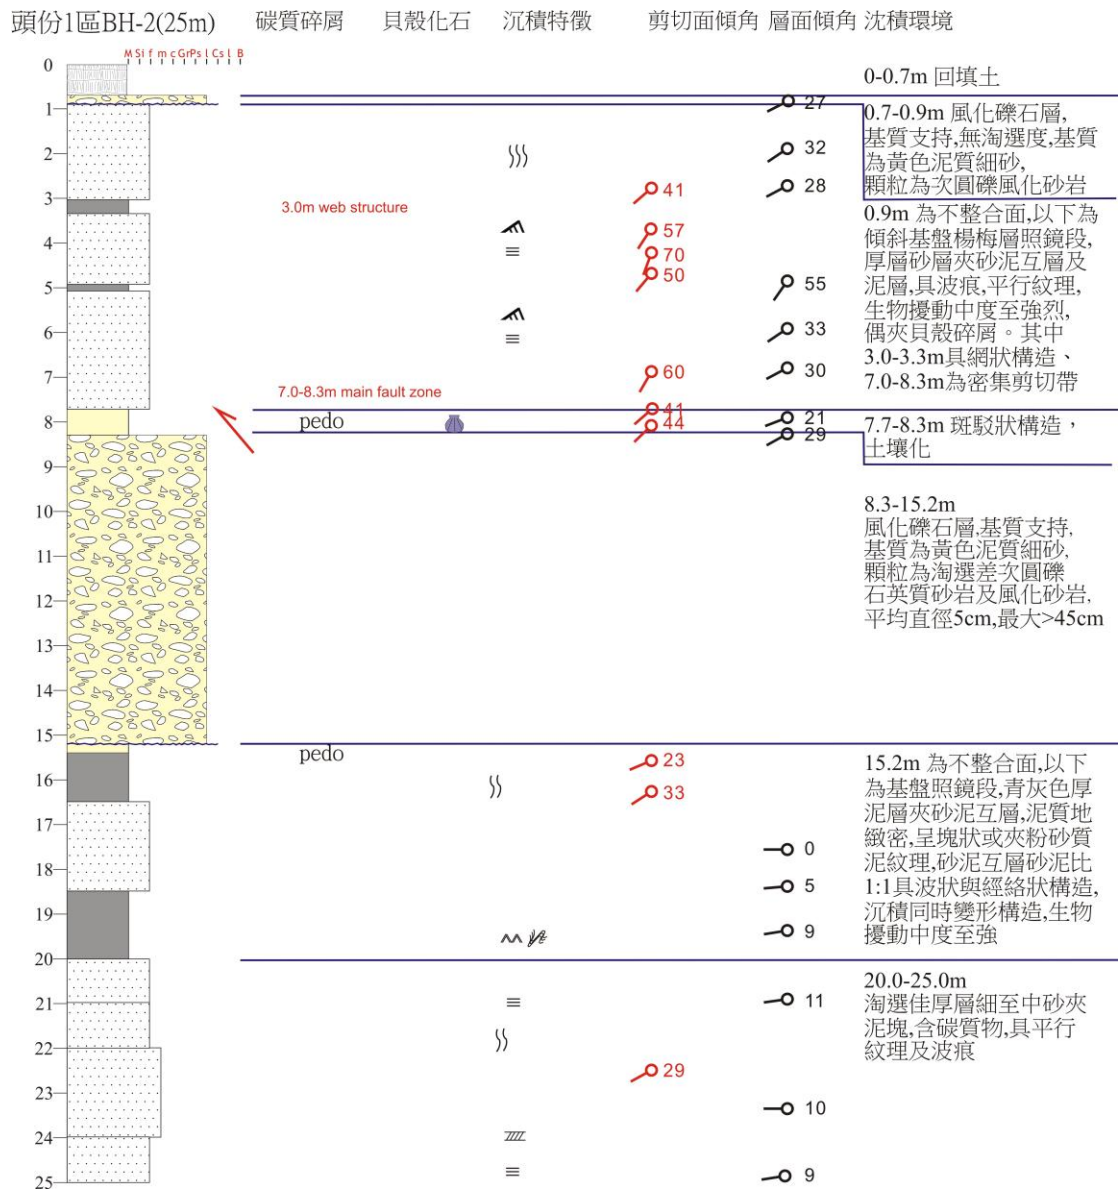 頭份1區BH-2(25m) 碳質碎屑 貝殼化石 沉積特徵 剪切面傾角 層面傾角 沈積環境
M Si f m c GrPs l Cs l B
0
1
2
3
4
5
6
7
8
9
10
11
12
13
14
15
16
17
18
19
20
21
22
23
24
25
3.0m web structure
7.0-8.3m main fault zone
pedo
pedo
41
57
70
50
60
41
44
23
33
29
27
32
28
55
33
30
21
29
0
5
9
11
10
9
0-0.7m 回填土
0.7-0.9m 風化礫石層,
基質支持,無淘選度,基質
為黃色泥質細砂,
顆粒為次圓礫風化砂岩
0.9m 為不整合面,以下為
傾斜基盤楊梅層照鏡段,
厚層砂層夾砂泥互層及
泥層,具波痕,平行紋理,
生物擾動中度至強烈,
偶夾貝殼碎屑。其中
3.0-3.3m具網狀構造、
7.0-8.3m為密集剪切帶
7.7-8.3m 斑駁狀構造，
土壤化
8.3-15.2m
風化礫石層,基質支持,
基質為黃色泥質細砂,
顆粒為淘選差次圓礫
石英質砂岩及風化砂岩,
平均直徑5cm,最大>45cm
15.2m 為不整合面,以下
為基盤照鏡段,青灰色厚
泥層夾砂泥互層,泥質地
緻密,呈塊狀或夾粉砂質
泥紋理,砂泥互層砂泥比
1:1具波狀與經絡狀構造,
沉積同時變形構造,生物
擾動中度至強
20.0-25.0m
淘選佳厚層細至中砂夾
泥塊,含碳質物,具平行
紋理及波痕